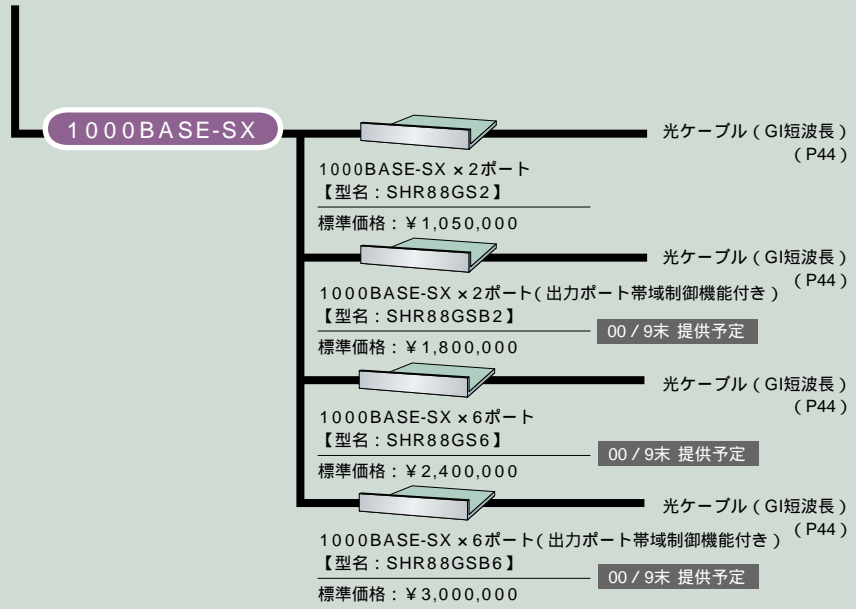 1000BASE-SX
光ケーブル（GI短波長）
（P44）
1000BASE-SX×2ポート
【型名：SHR88GS2】
標準価格：￥1,050,000
光ケーブル（GI短波長）
（P44）
1000BASE-SX×2ポート（出力ポート帯域制御機能付き）
【型名：SHR88GSB2】
00／9末 提供予定
標準価格：￥1,800,000
光ケーブル（GI短波長）
（P44）
1000BASE-SX×6ポート
【型名：SHR88GS6】
00／9末 提供予定
標準価格：￥2,400,000
光ケーブル（GI短波長）
（P44）
1000BASE-SX×6ポート（出力ポート帯域制御機能付き）
【型名：SHR88GSB6】
00／9末 提供予定
標準価格：￥3,000,000